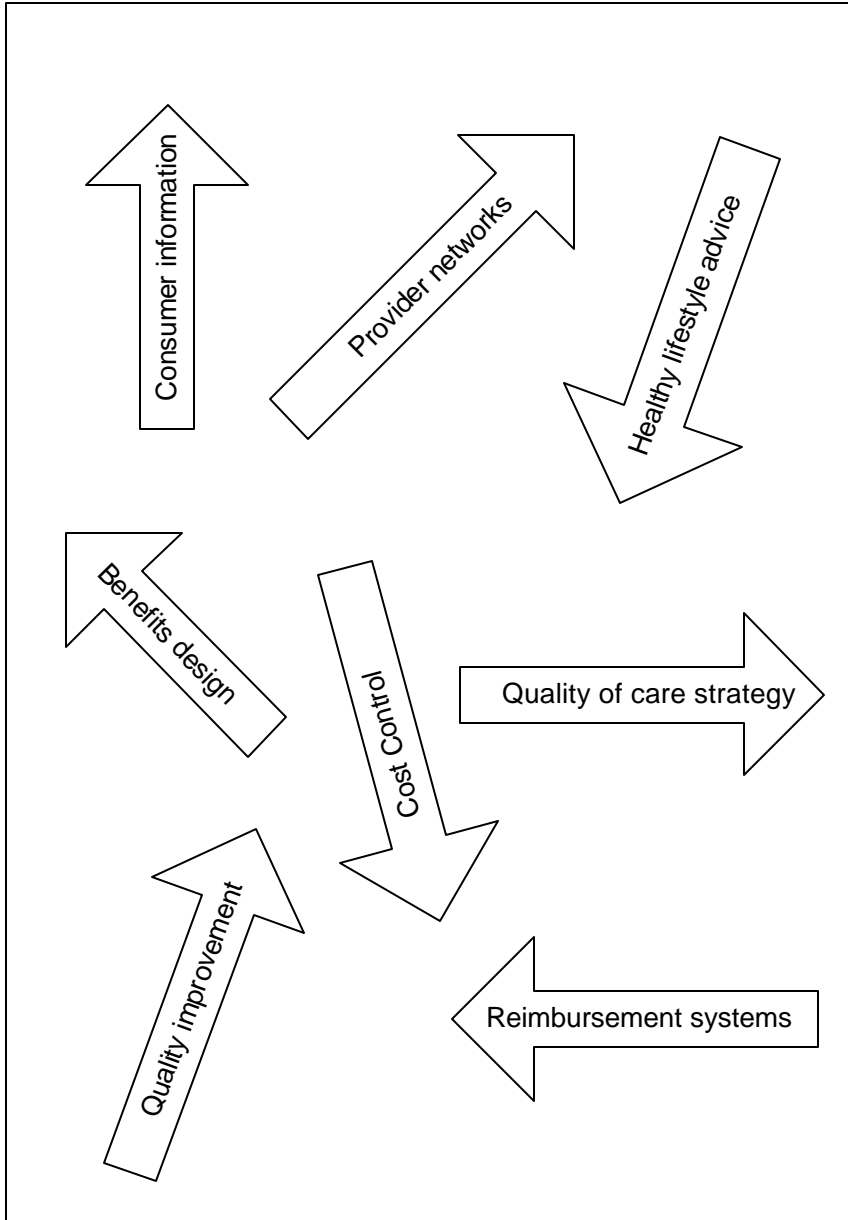 Consumer information
Provider networks
Healthy lifestyle advice
Benefits design
Cost Control
Quality of care strategy
Quality improvement
Reimbursement systems